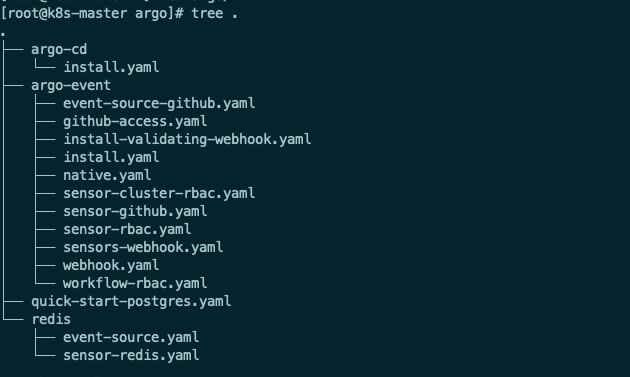 [root@k8s-master argo]# tree .
.
├── argo-cd
│   └── install.yaml
├── argo-event
│   ├── event-source-github.yaml
│   ├── github-access.yaml
│   ├── install-validating-webhook.yaml
│   ├── install.yaml
│   ├── native.yaml
│   ├── sensor-cluster-rbac.yaml
│   ├── sensor-github.yaml
│   ├── sensor-rbac.yaml
│   ├── sensors-webhook.yaml
│   ├── webhook.yaml
│   └── workflow-rbac.yaml
├── quick-start-postgres.yaml
└── redis
    ├── event-source.yaml
    └── sensor-redis.yaml